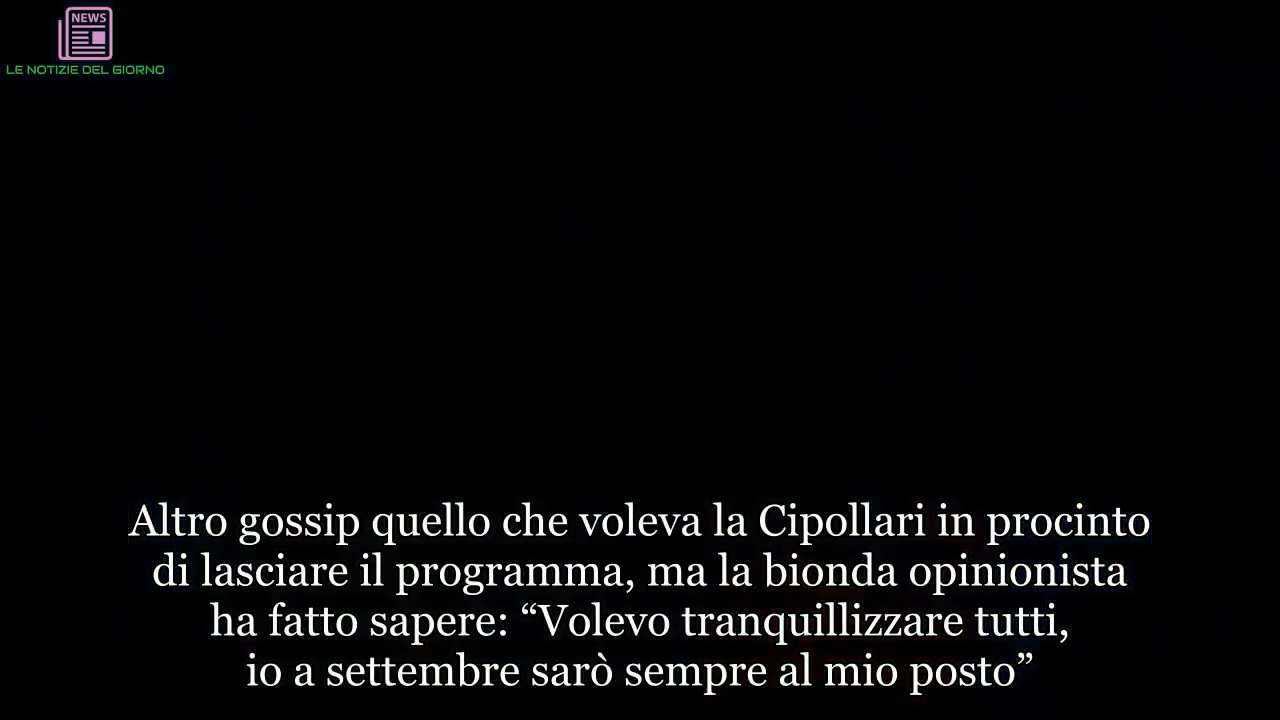 NEWS
LE NOTIZIE DEL GIORNO
Altro gossip quello che voleva la Cipollari in procinto
di lasciare il programma, ma la bionda opinionista
ha fatto sapere: “Volevo tranquillizzare tutti,
io a settembre sarò sempre al mio posto”